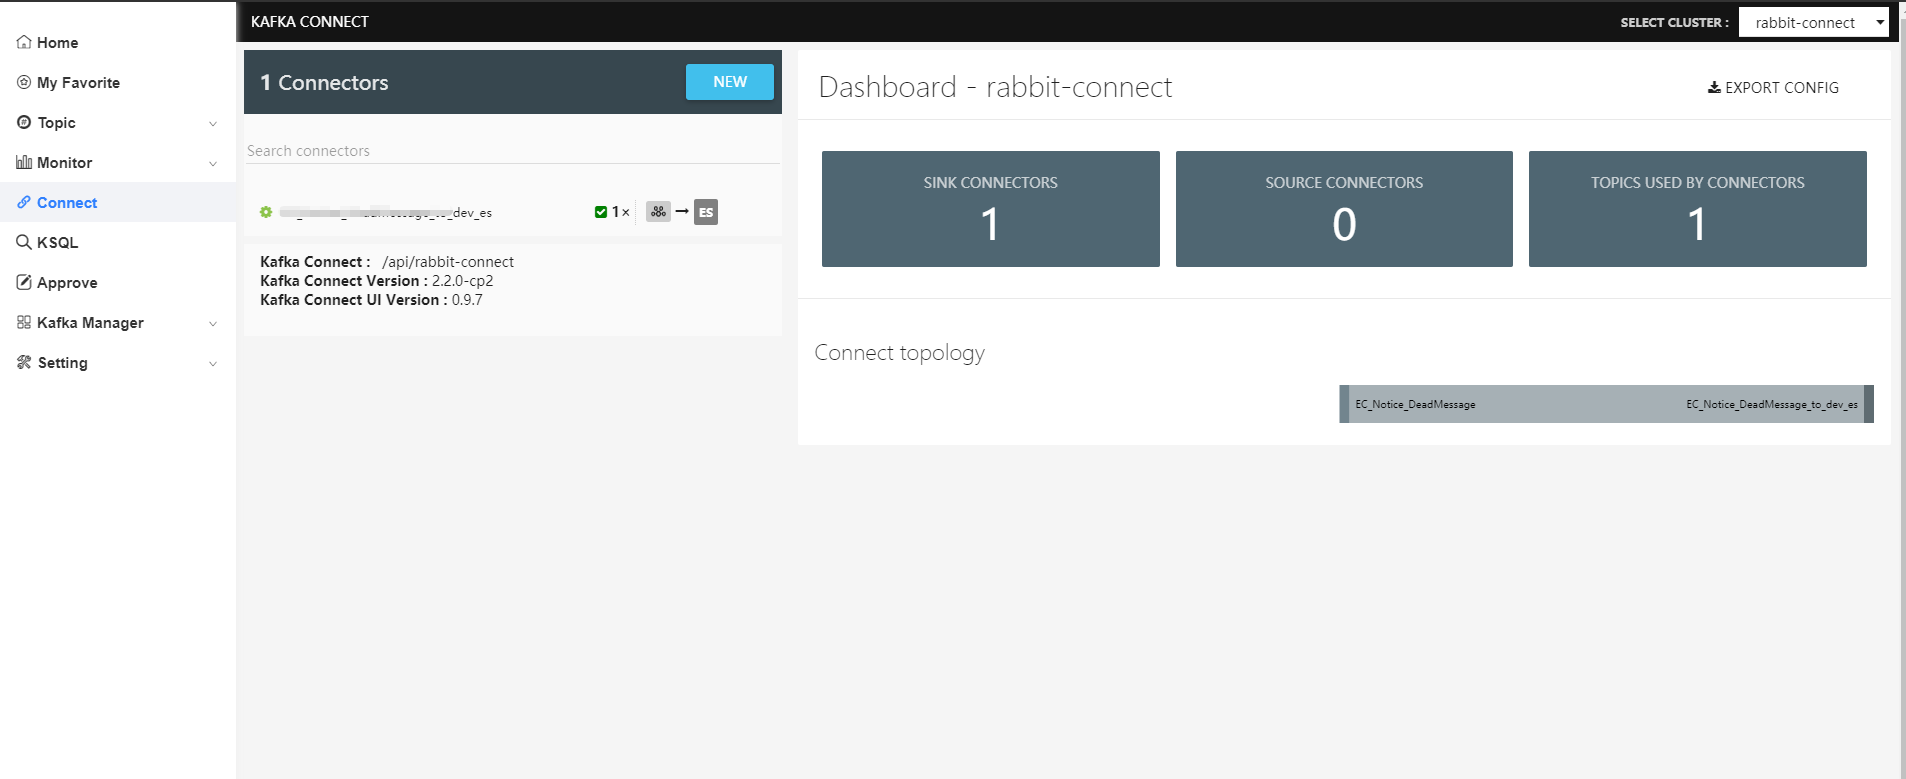 KAFKA CONNECT
SELECT CLUSTER :
rabbit-connect
Home
My Favorite
Topic
Monitor
Connect
KSQL
Approve
Kafka Manager
Setting
1 Connectors
NEW
Search connectors
dev_es
1 ×
ES
Kafka Connect : /api/rabbit-connect
Kafka Connect Version : 2.2.0-cp2
Kafka Connect UI Version : 0.9.7
Dashboard - rabbit-connect
EXPORT CONFIG
SINK CONNECTORS
1
SOURCE CONNECTORS
0
TOPICS USED BY CONNECTORS
1
Connect topology
EC_Notice_DeadMessage
EC_Notice_DeadMessage_to_dev_es